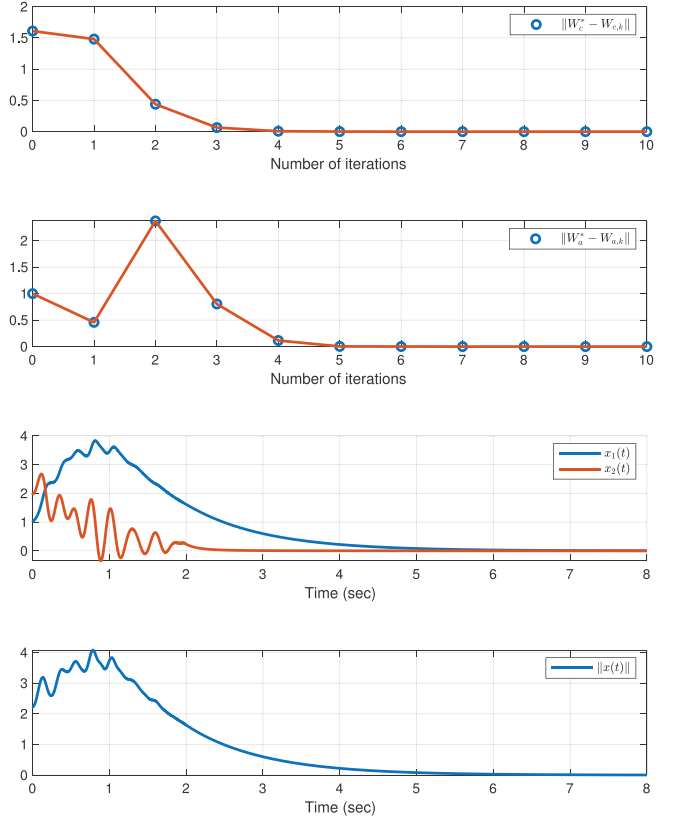 2
1.5
1
0.5
0
‖W*c − Wc,k‖
0 1 2 3 4 5 6 7 8 9 10
Number of iterations
2
1.5
1
0.5
0
‖W*a − Wa,k‖
0 1 2 3 4 5 6 7 8 9 10
Number of iterations
4
3
2
1
0
x1(t)
x2(t)
0 1 2 3 4 5 6 7 8
Time (sec)
4
3
2
1
0
‖x(t)‖
0 1 2 3 4 5 6 7 8
Time (sec)